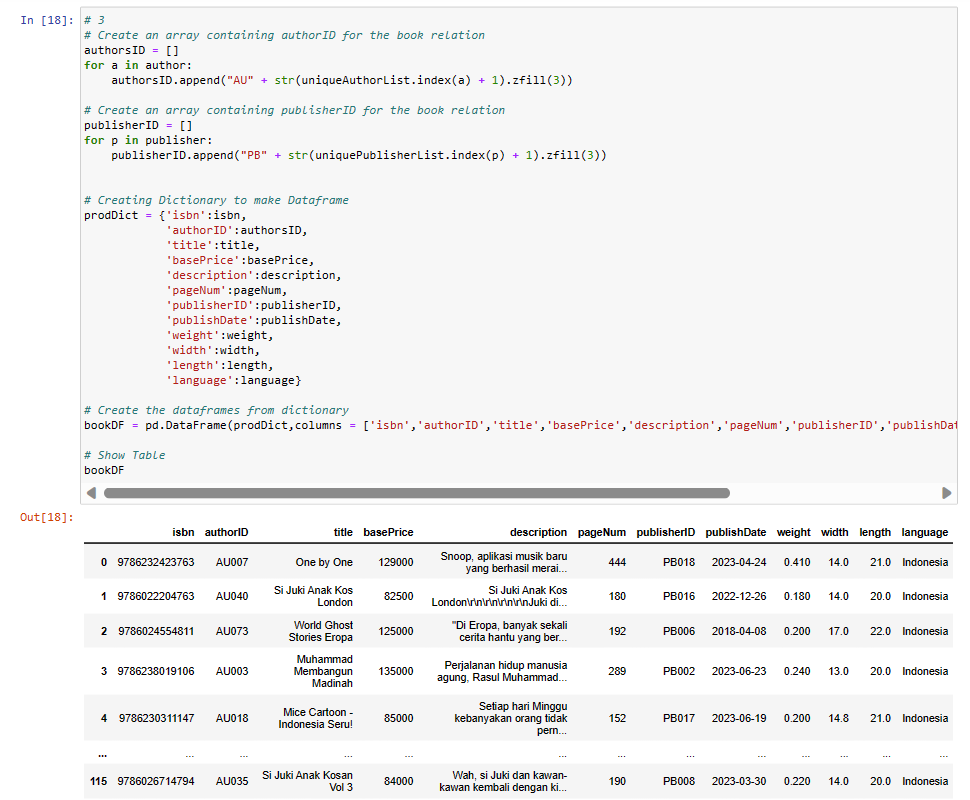 In [18]:
# 3
# Create an array containing authorID for the book relation
authorsID = []
for a in author:
    authorsID.append("AU" + str(uniqueAuthorList.index(a) + 1).zfill(3))

# Create an array containing publisherID for the book relation
publisherID = []
for p in publisher:
    publisherID.append("PB" + str(uniquePublisherList.index(p) + 1).zfill(3))

# Creating Dictionary to make Dataframe
prodDict = {'isbn':isbn,
            'authorID':authorsID,
            'title':title,
            'basePrice':basePrice,
            'description':description,
            'pageNum':pageNum,
            'publisherID':publisherID,
            'publishDate':publishDate,
            'weight':weight,
            'width':width,
            'length':length,
            'language':language}

# Create the dataframes from dictionary
bookDF = pd.DataFrame(prodDict,columns = ['isbn','authorID','title','basePrice','description','pageNum','publisherID','publishDat

# Show Table
bookDF
Out[18]:
isbn authorID title basePrice description pageNum publisherID publishDate weight width length language
0 9786232423763 AU007 One by One 129000 Snoop, aplikasi musik baru yang berhasil merai... 444 PB018 2023-04-24 0.410 14.0 21.0 Indonesia
1 9786022204763 AU040 Si Juki Anak Kos London 82500 Si Juki Anak Kos London\r\n\r\n\r\n\r\nJuki di... 180 PB016 2022-12-26 0.180 14.0 20.0 Indonesia
2 9786024554811 AU073 World Ghost Stories Eropa 125000 "Di Eropa, banyak sekali cerita hantu yang ber... 192 PB006 2018-04-08 0.200 17.0 22.0 Indonesia
3 9786238019106 AU003 Muhammad Membangun Madinah 135000 Perjalanan hidup manusia agung, Rasul Muhammad... 289 PB002 2023-06-23 0.240 13.0 20.0 Indonesia
4 9786230311147 AU018 Mice Cartoon - Indonesia Seru! 85000 Setiap hari Minggu kebanyakan orang tidak pern... 152 PB017 2023-06-19 0.200 14.8 21.0 Indonesia
... ... ... ... ... ... ... ... ... ... ... ... ...
115 9786026714794 AU035 Si Juki Anak Kosan Vol 3 84000 Wah, si Juki dan kawan-kawan kembali dengan ki... 190 PB008 2023-03-30 0.220 14.0 20.0 Indonesia